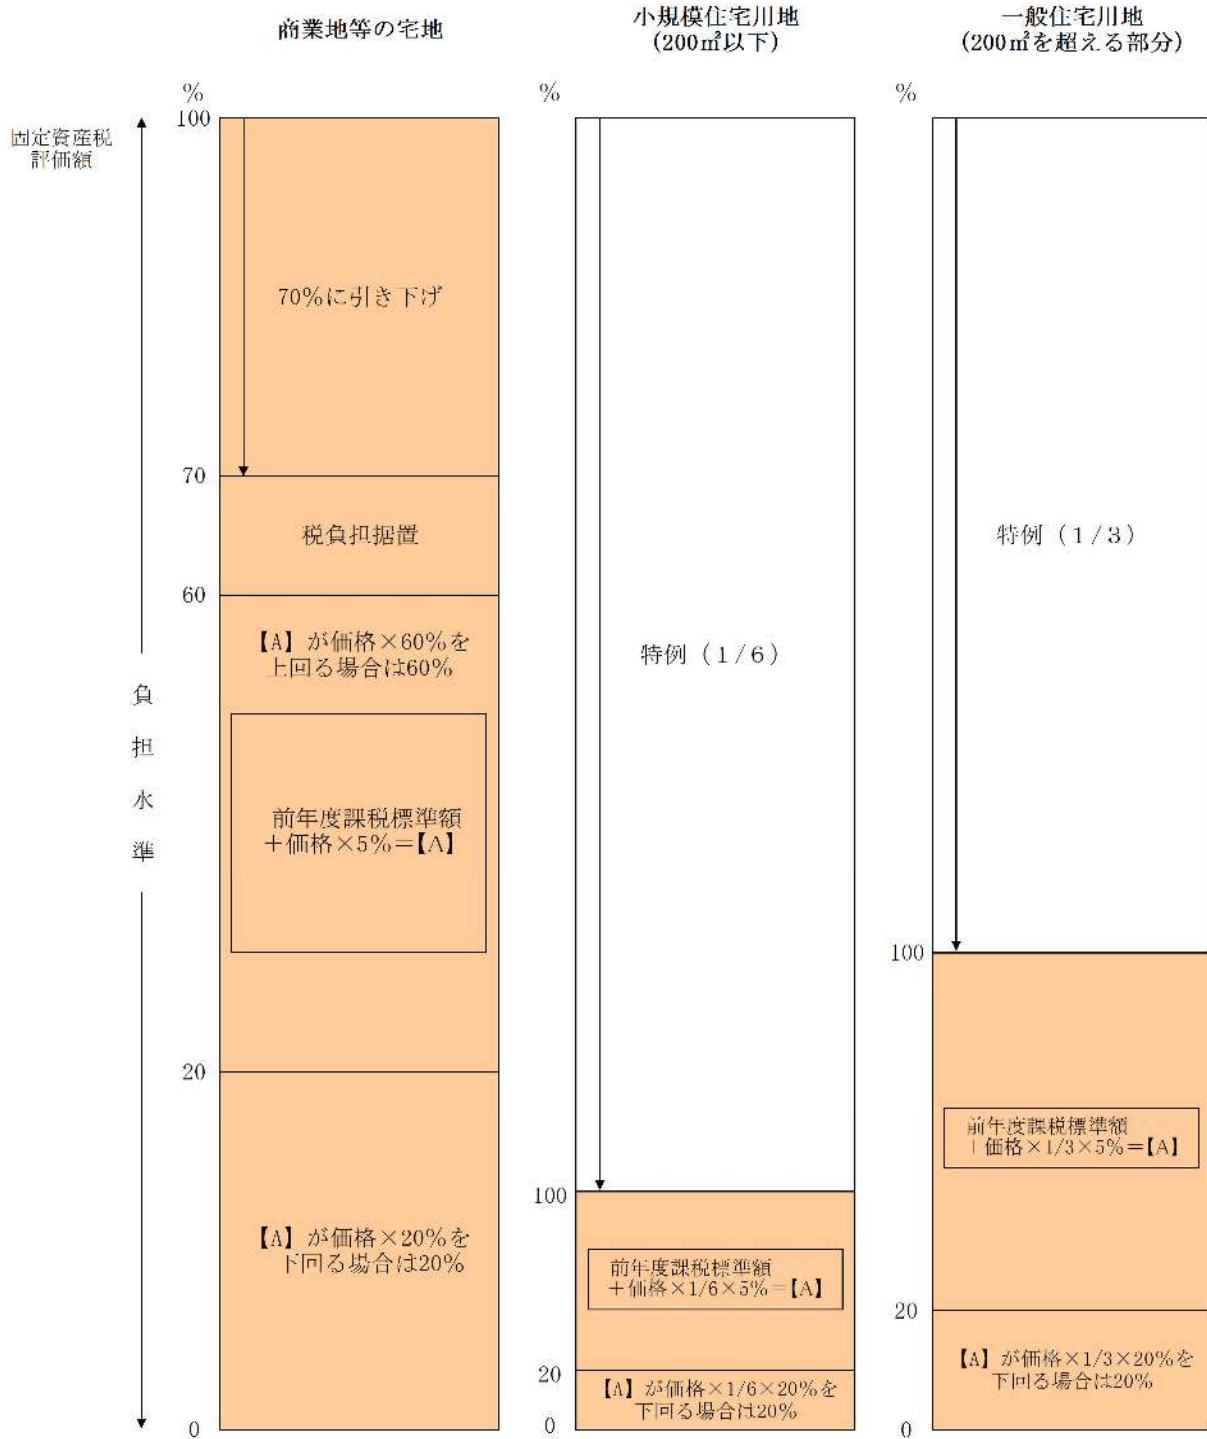 商業地等の宅地
小規模住宅用地
(200㎡以下)
一般住宅用地
(200㎡を超える部分)
%
%
%
固定資産税
評価額
負
担
水
準
100
70%に引き下げ
70
税負担据置
60
【A】が価格×60%を
上回る場合は60%
前年度課税標準額
+価格×5%=【A】
20
【A】が価格×20%を
下回る場合は20%
0
特例(1/6)
100
前年度課税標準額
+価格×1/6×5%=【A】
20
【A】が価格×1/6×20%を
下回る場合は20%
0
特例(1/3)
100
前年度課税標準額
+価格×1/3×5%=【A】
20
【A】が価格×1/3×20%を
下回る場合は20%
0